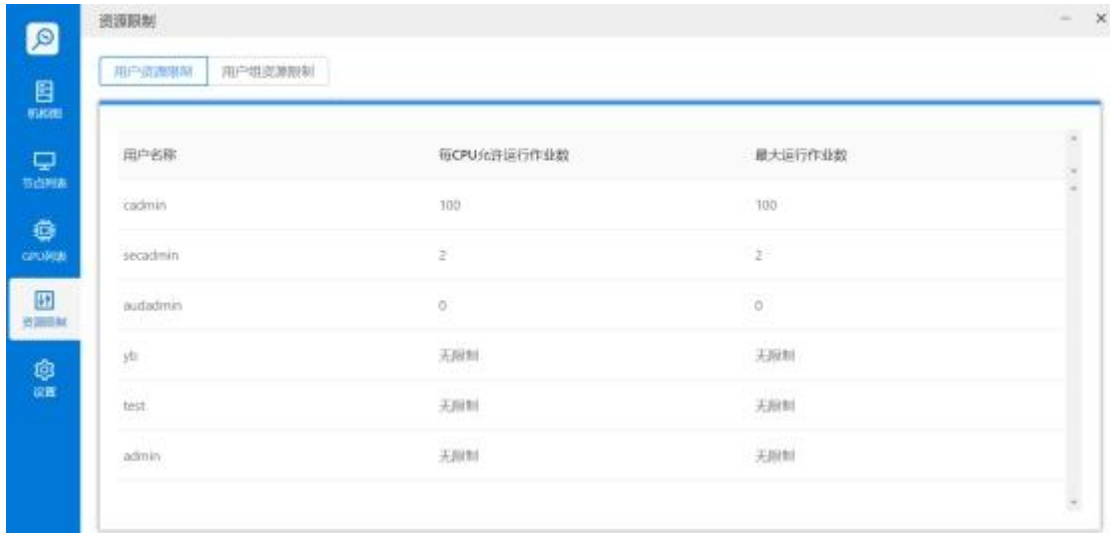 资源限制
用户资源限制 用户组资源限制
机柜图
节点列表
GPU列表
资源限制
设置
用户名称 每CPU允许运行作业数 最大运行作业数
cadmin 100 100
secadmin 2 2
audadmin 0 0
yb 无限制 无限制
test 无限制 无限制
admin 无限制 无限制